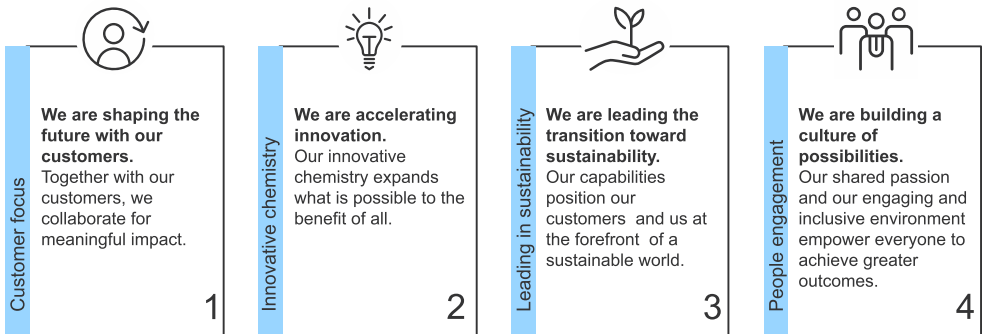 Customer focus
We are shaping the
future with our
customers.
Together with our
customers, we
collaborate for
meaningful impact.
1
Innovative chemistry
We are accelerating
innovation.
Our innovative
chemistry expands
what is possible to the
benefit of all.
2
Leading in sustainability
We are leading the
transition toward
sustainability.
Our capabilities
position our
customers and us at
the forefront of a
sustainable world.
3
People engagement
We are building a
culture of
possibilities.
Our shared passion
and our engaging and
inclusive environment
empower everyone to
achieve greater
outcomes.
4